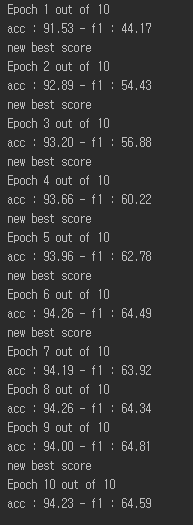 Epoch 1 out of 10
acc : 91.53 - f1 : 44.17
new best score
Epoch 2 out of 10
acc : 92.89 - f1 : 54.43
new best score
Epoch 3 out of 10
acc : 93.20 - f1 : 56.88
new best score
Epoch 4 out of 10
acc : 93.66 - f1 : 60.22
new best score
Epoch 5 out of 10
acc : 93.96 - f1 : 62.78
new best score
Epoch 6 out of 10
acc : 94.26 - f1 : 64.49
new best score
Epoch 7 out of 10
acc : 94.19 - f1 : 63.92
Epoch 8 out of 10
acc : 94.26 - f1 : 64.34
Epoch 9 out of 10
acc : 94.00 - f1 : 64.81
new best score
Epoch 10 out of 10
acc : 94.23 - f1 : 64.59